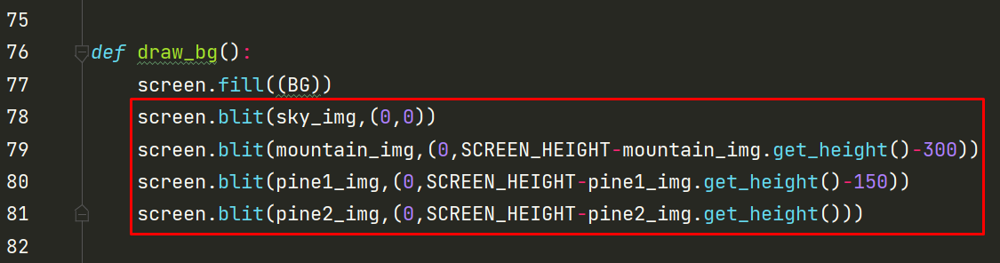 75
76 def draw_bg():
77 screen.fill((BG))
78 screen.blit(sky_img,(0,0))
79 screen.blit(mountain_img,(0,SCREEN_HEIGHT-mountain_img.get_height()-300))
80 screen.blit(pine1_img,(0,SCREEN_HEIGHT-pine1_img.get_height()-150))
81 screen.blit(pine2_img,(0,SCREEN_HEIGHT-pine2_img.get_height()))
82